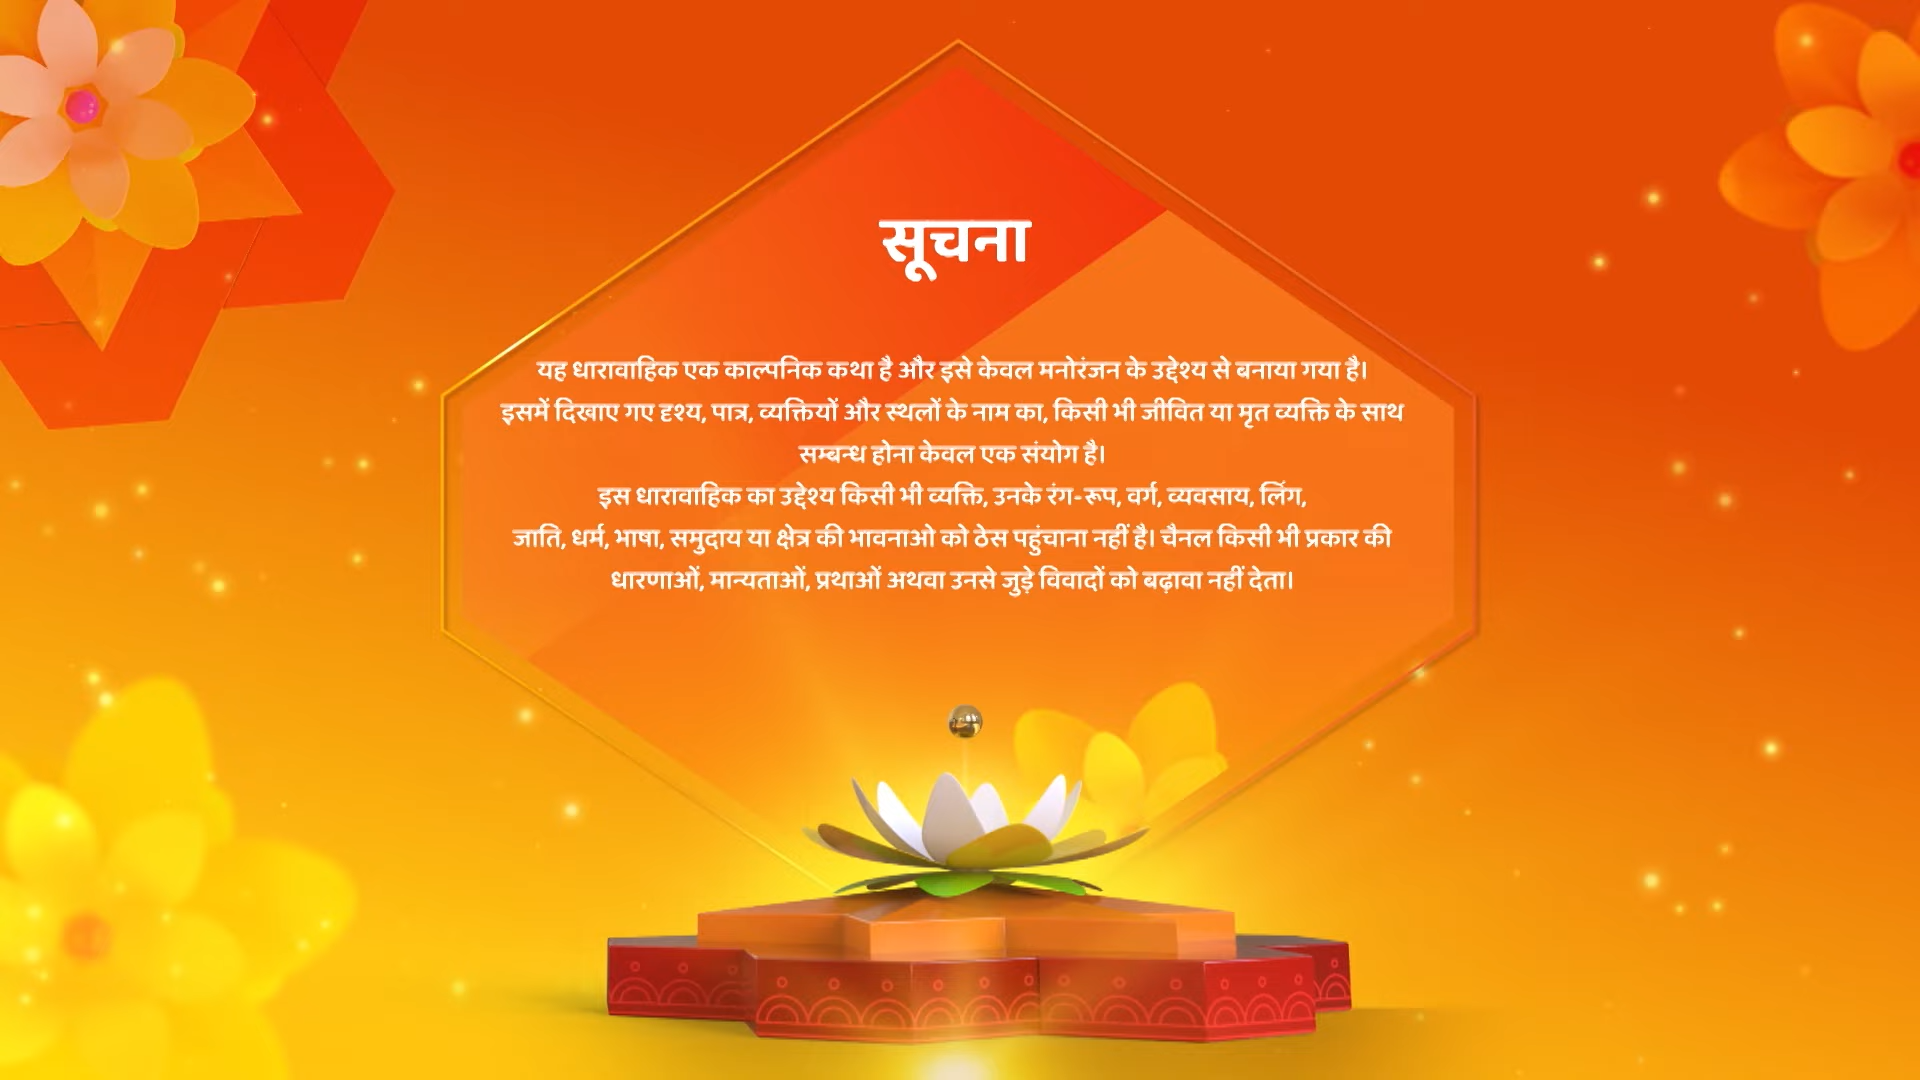 सूचना
यह धारावाहिक एक काल्पनिक कथा है और इसे केवल मनोरंजन के उद्देश्य से बनाया गया है।
इसमें दिखाए गए दृश्य, पात्र, व्यक्तियों और स्थलों के नाम का, किसी भी जीवित या मृत व्यक्ति के साथ
सम्बन्ध होना केवल एक संयोग है।
इस धारावाहिक का उद्देश्य किसी भी व्यक्ति, उनके रंग-रूप, वर्ग, व्यवसाय, लिंग,
जाति, धर्म, भाषा, समुदाय या क्षेत्र की भावनाओ को ठेस पहुंचाना नहीं है। चैनल किसी भी प्रकार की
धारणाओं, मान्यताओं, प्रथाओं अथवा उनसे जुड़े विवादों को बढ़ावा नहीं देता।